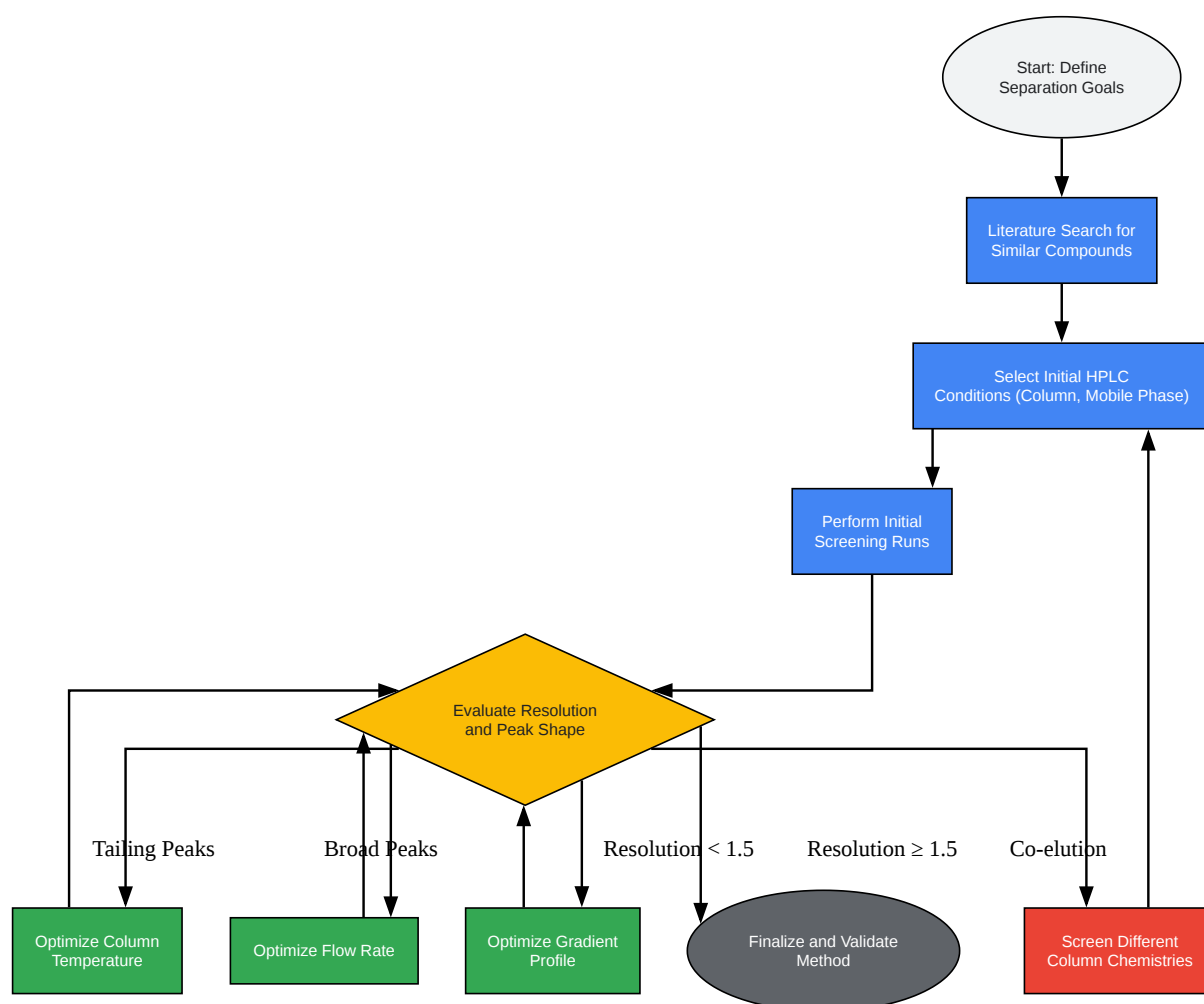 Start: Define
Separation Goals
Literature Search for
Similar Compounds
Select Initial HPLC
Conditions (Column, Mobile Phase)
Perform Initial
Screening Runs
Evaluate Resolution
and Peak Shape
Tailing Peaks
Broad Peaks
Resolution < 1.5
Resolution ≥ 1.5
Co-elution
Optimize Column
Temperature
Optimize Flow Rate
Optimize Gradient
Profile
Finalize and Validate
Method
Screen Different
Column Chemistries